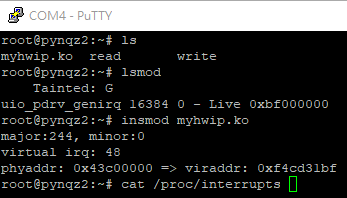 COM4 - PuTTY
root@pynqz2:~# ls
myhwip.ko  read       write
root@pynqz2:~# lsmod
    Tainted: G
uio_pdrv_genirq 16384 0 - Live 0xbf000000
root@pynqz2:~# insmod myhwip.ko
major:244, minor:0
virtual irq: 48
phyaddr: 0x43c00000 => viraddr: 0xf4cd31bf
root@pynqz2:~# cat /proc/interrupts